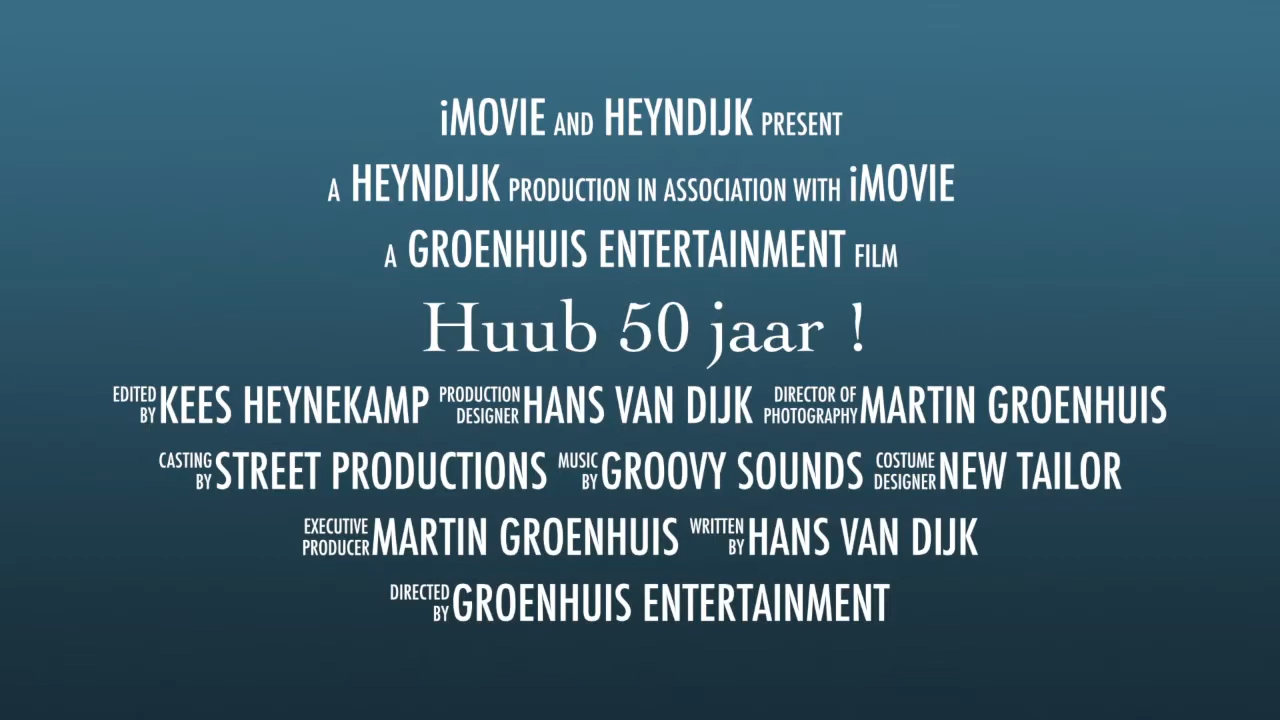 iMOVIE AND HEYNDIJK PRESENT
A HEYNDIJK PRODUCTION IN ASSOCIATION WITH iMOVIE
A GROENHUIS ENTERTAINMENT FILM
Huub 50 jaar !
EDITED BY KEES HEYNEKAMP PRODUCTION DESIGNER HANS VAN DIJK DIRECTOR OF PHOTOGRAPHY MARTIN GROENHUIS
CASTING BY STREET PRODUCTIONS MUSIC BY GROOVY SOUNDS COSTUME DESIGNER NEW TAILOR
EXECUTIVE PRODUCER MARTIN GROENHUIS WRITTEN BY HANS VAN DIJK
DIRECTED BY GROENHUIS ENTERTAINMENT